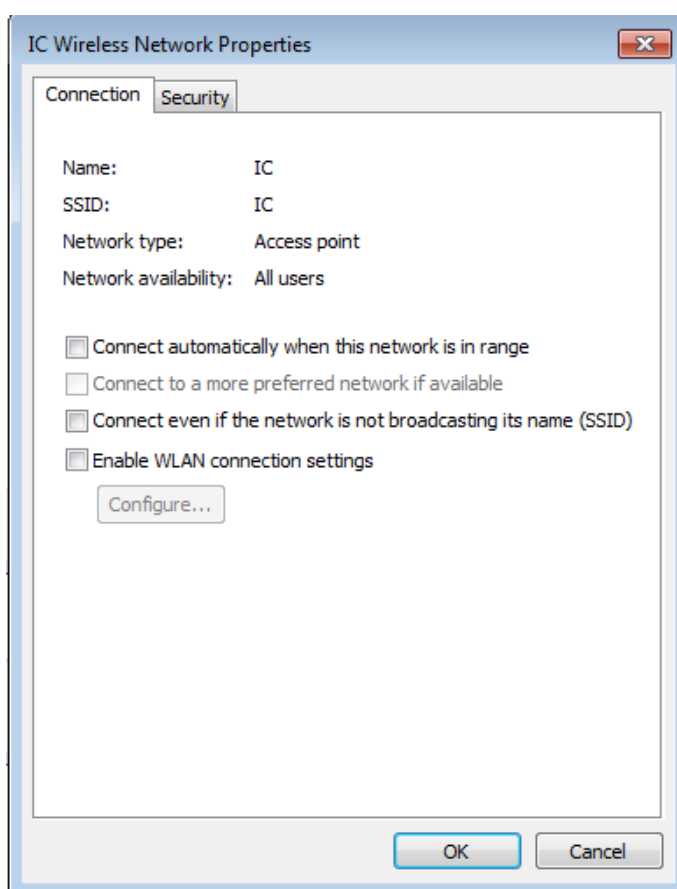 IC Wireless Network Properties
Connection Security
Name: IC
SSID: IC
Network type: Access point
Network availability: All users
Connect automatically when this network is in range
Connect to a more preferred network if available
Connect even if the network is not broadcasting its name (SSID)
Enable WLAN connection settings
Configure...
OK Cancel